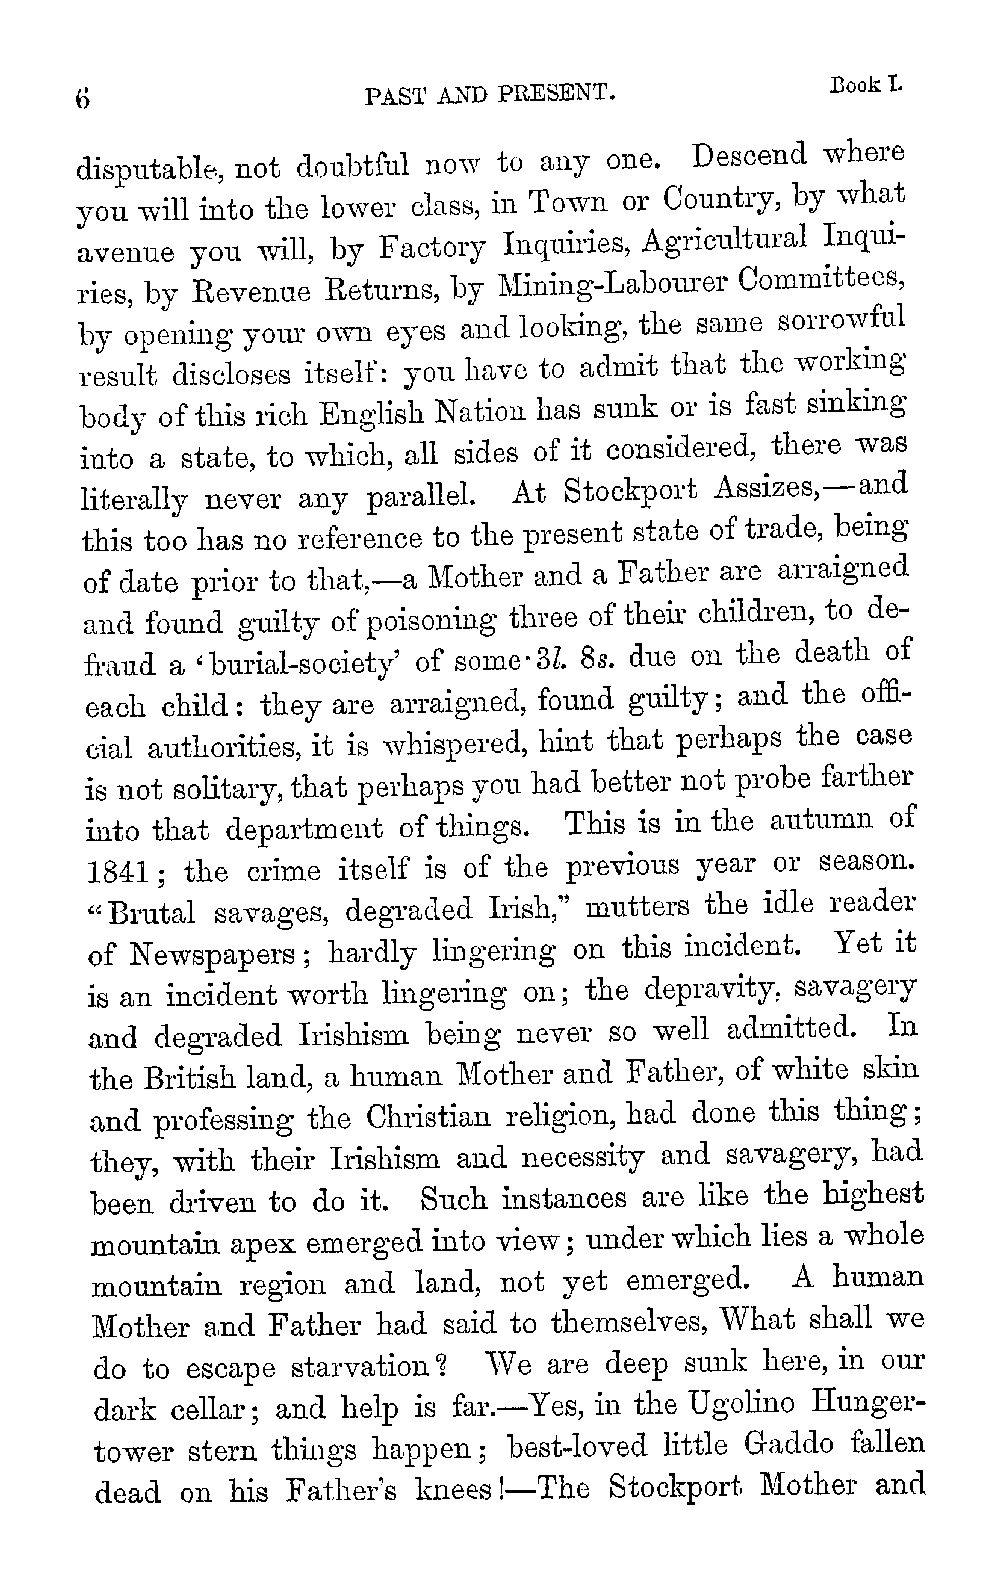 6 PAST AND PRESENT. Book I.
disputable, not doubtful now to any one. Descend where
you will into the lower class, in Town or Country, by what
avenue you will, by Factory Inquiries, Agricultural Inqui-
ries, by Revenue Returns, by Mining-Labourer Committees,
by opening your own eyes and looking, the same sorrowful
result discloses itself: you have to admit that the working
body of this rich English Nation has sunk or is fast sinking
into a state, to which, all sides of it considered, there was
literally never any parallel. At Stockport Assizes,—and
this too has no reference to the present state of trade, being
of date prior to that,—a Mother and a Father are arraigned
and found guilty of poisoning three of their children, to de-
fraud a ‘burial-society’ of some 3l. 8s. due on the death of
each child: they are arraigned, found guilty; and the offi-
cial authorities, it is whispered, hint that perhaps the case
is not solitary, that perhaps you had better not probe farther
into that department of things. This is in the autumn of
1841; the crime itself is of the previous year or season.
“Brutal savages, degraded Irish,” mutters the idle reader
of Newspapers; hardly lingering on this incident. Yet it
is an incident worth lingering on; the depravity, savagery
and degraded Irishism being never so well admitted. In
the British land, a human Mother and Father, of white skin
and professing the Christian religion, had done this thing;
they, with their Irishism and necessity and savagery, had
been driven to do it. Such instances are like the highest
mountain apex emerged into view; under which lies a whole
mountain region and land, not yet emerged. A human
Mother and Father had said to themselves, What shall we
do to escape starvation? We are deep sunk here, in our
dark cellar; and help is far.—Yes, in the Ugolino Hunger-
tower stern things happen; best-loved little Gaddo fallen
dead on his Father's knees!—The Stockport Mother and